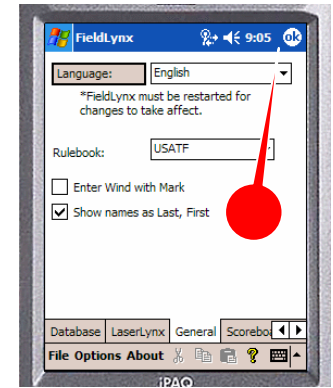 FieldLynx 9:05 ok
Language: English
*FieldLynx must be restarted for
changes to take affect.
Rulebook: USATF
Enter Wind with Mark
Show names as Last, First
Database LaserLynx General Scorebo
File Options About
iPAQ